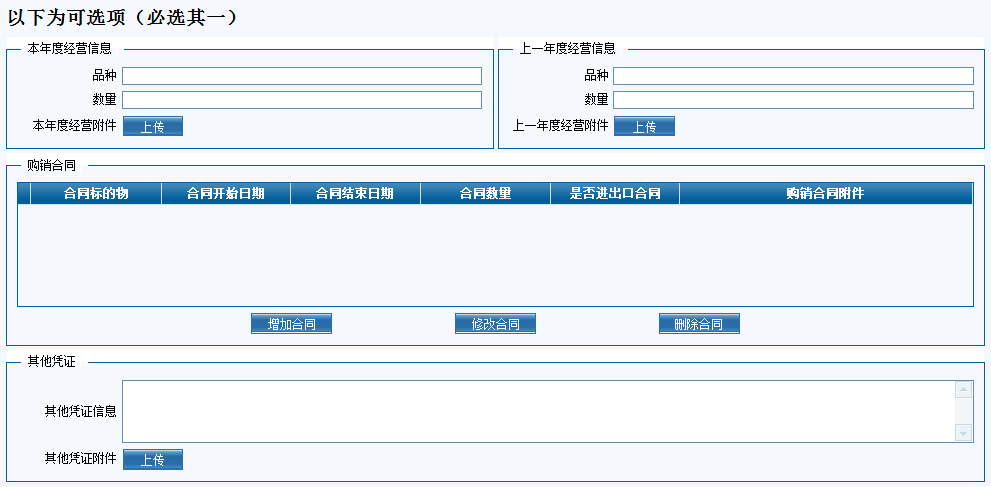 以下为可选项（必选其一）
本年度经营信息
品种
数量
本年度经营附件 上传
上一年度经营信息
品种
数量
上一年度经营附件 上传
购销合同
合同标的物 合同开始日期 合同结束日期 合同数量 是否进出口合同 购销合同附件
增加合同 修改合同 删除合同
其他凭证
其他凭证信息
其他凭证附件 上传